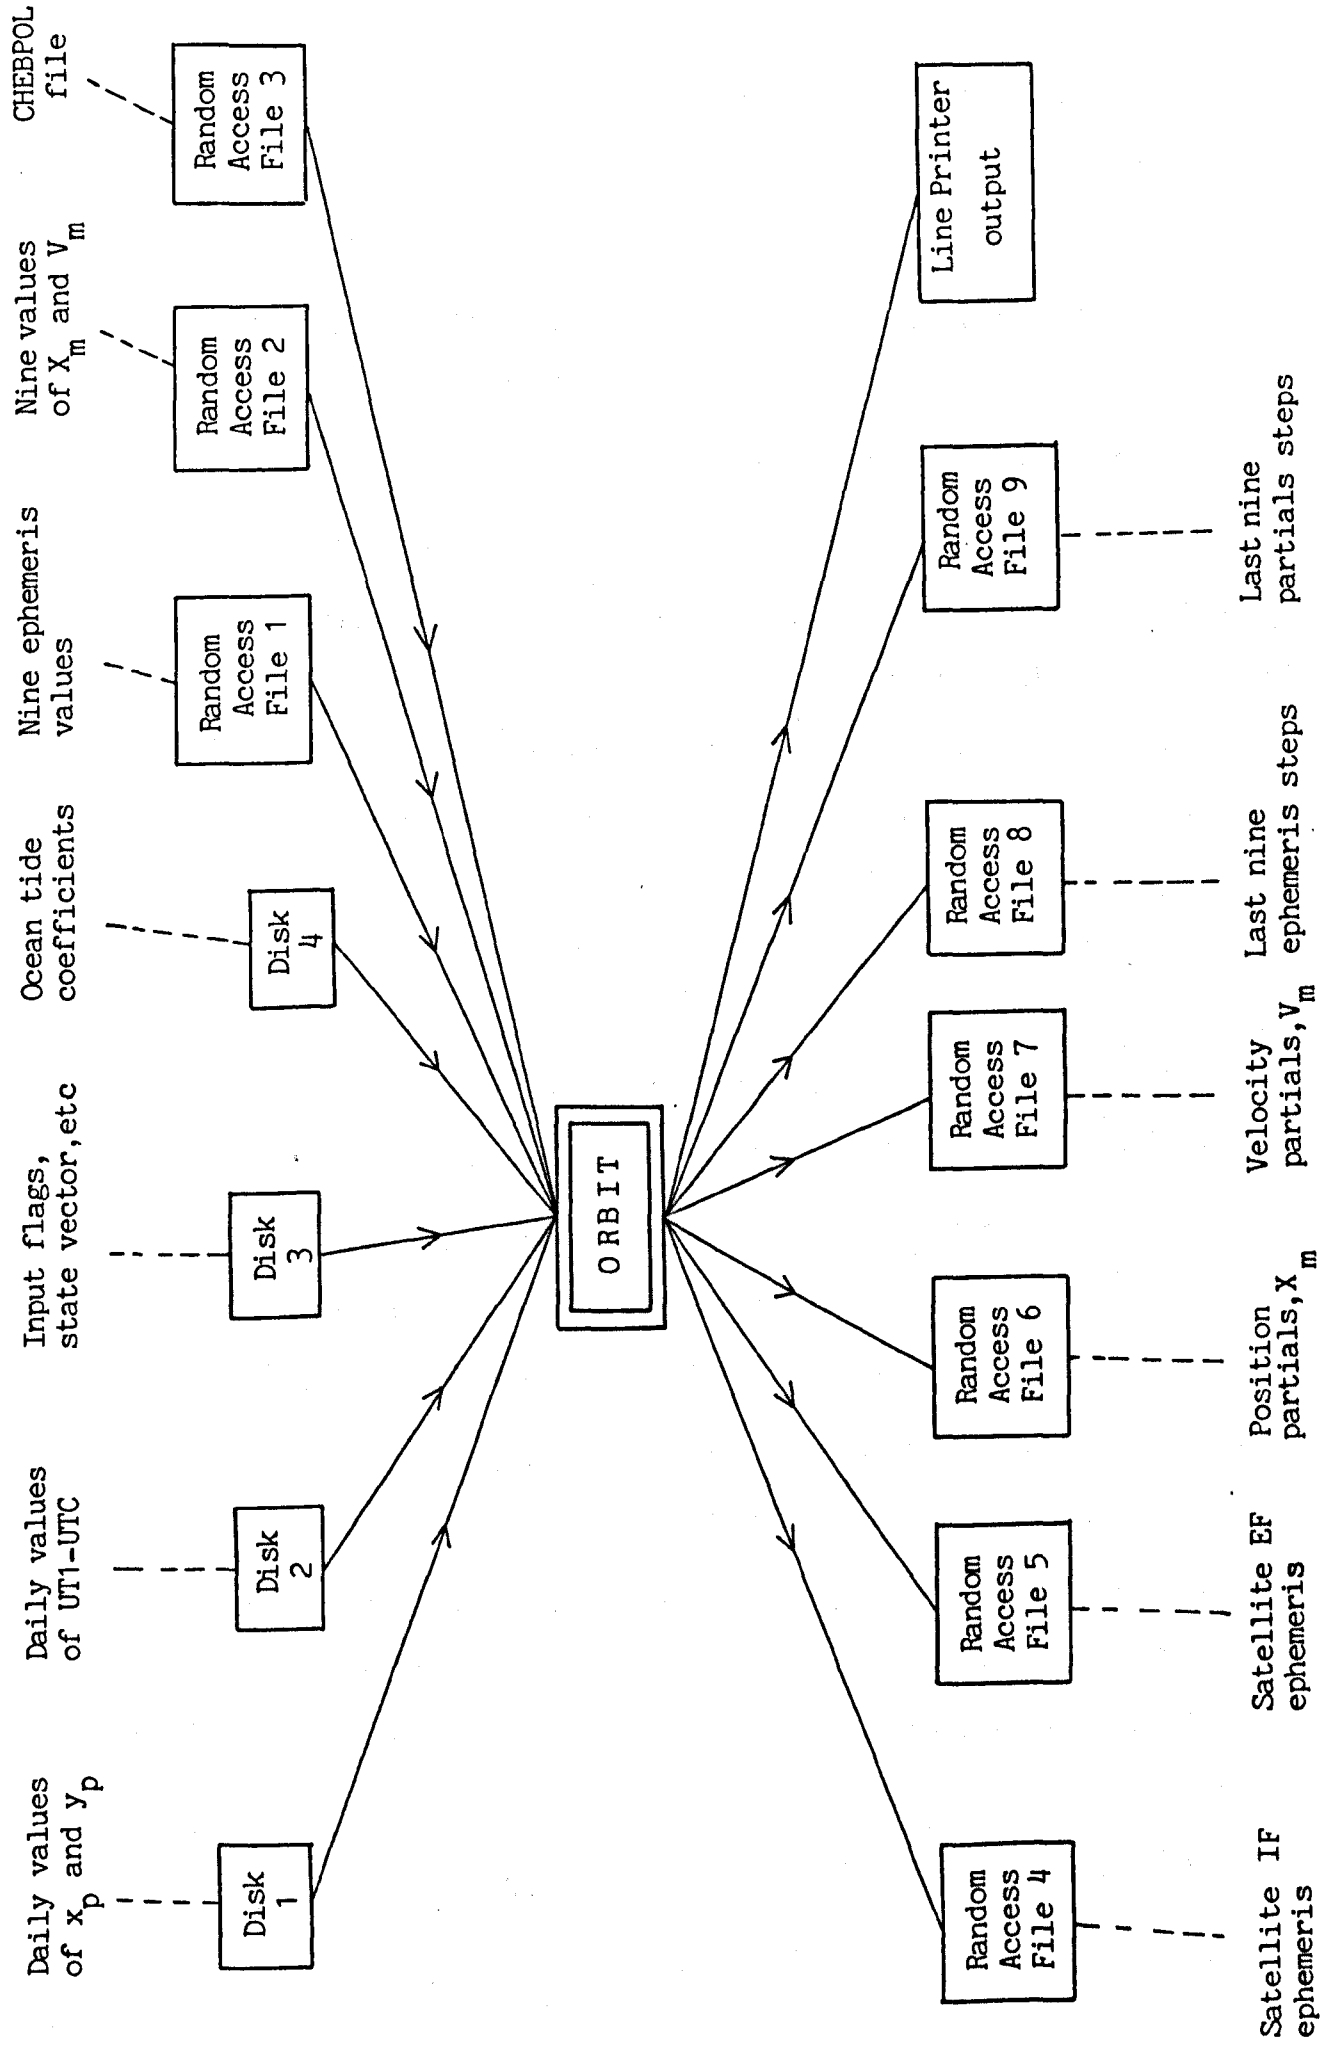 Daily values
of x_p and y_p
Daily values
of UT1-UTC
Input flags,
state vector,etc
Ocean tide
coefficients
Nine ephemeris
values
Nine values
of X_m and V_m
CHEBPOL
file
Disk
1
Disk
2
Disk
3
Disk
4
Random
Access
File 1
Random
Access
File 2
Random
Access
File 3
ORBIT
Random
Access
File 4
Random
Access
File 5
Random
Access
File 6
Random
Access
File 7
Random
Access
File 8
Random
Access
File 9
Line Printer
output
Satellite IF
ephemeris
Satellite EF
ephemeris
Position
partials,X_m
Velocity
partials,V_m
Last nine
ephemeris steps
Last nine
partials steps